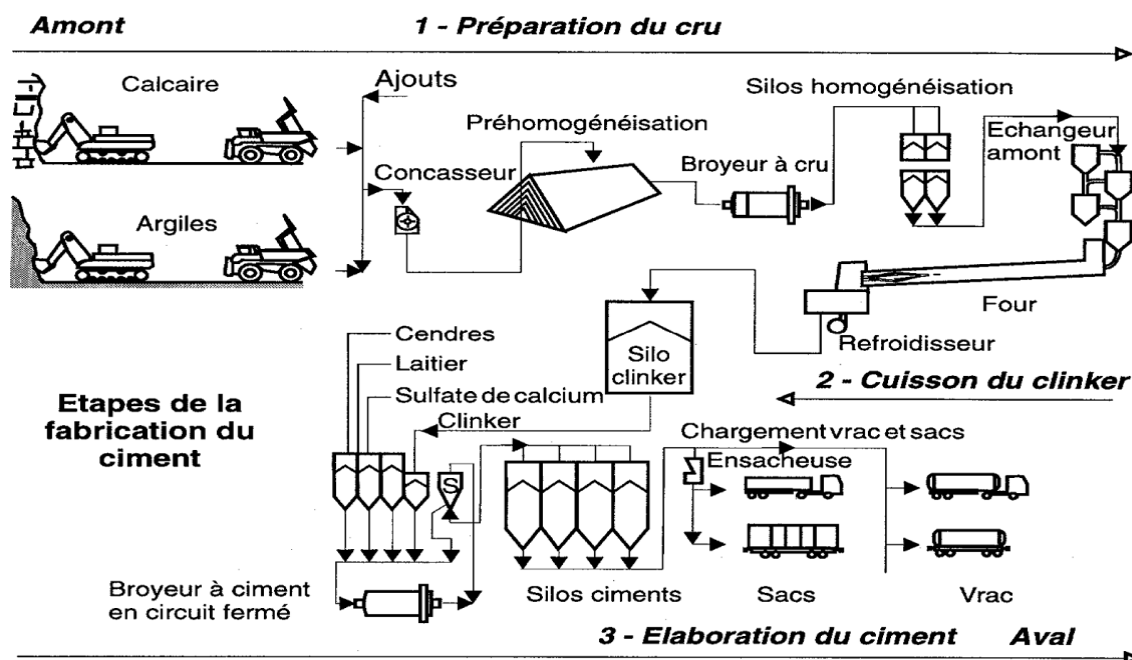 Amont
1 - Préparation du cru
Calcaire
Ajouts
Silos homogénéisation
Préhomogénéisation
Echangeur
amont
Broyeur à cru
Concasseur
Argiles
Four
Silo
clinker
Refroidisseur
2 - Cuisson du clinker
Cendres
Laitier
Sulfate de calcium
Clinker
Etapes de la
fabrication du
ciment
Chargement vrac et sacs
Ensacheuse
S
Broyeur à ciment
en circuit fermé
Silos ciments
Sacs
Vrac
3 - Elaboration du ciment
Aval